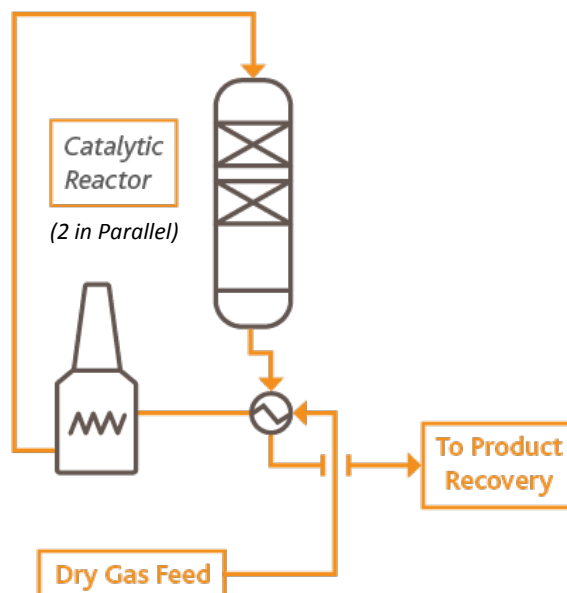 Catalytic
Reactor
(2 in Parallel)
To Product
Recovery
Dry Gas Feed